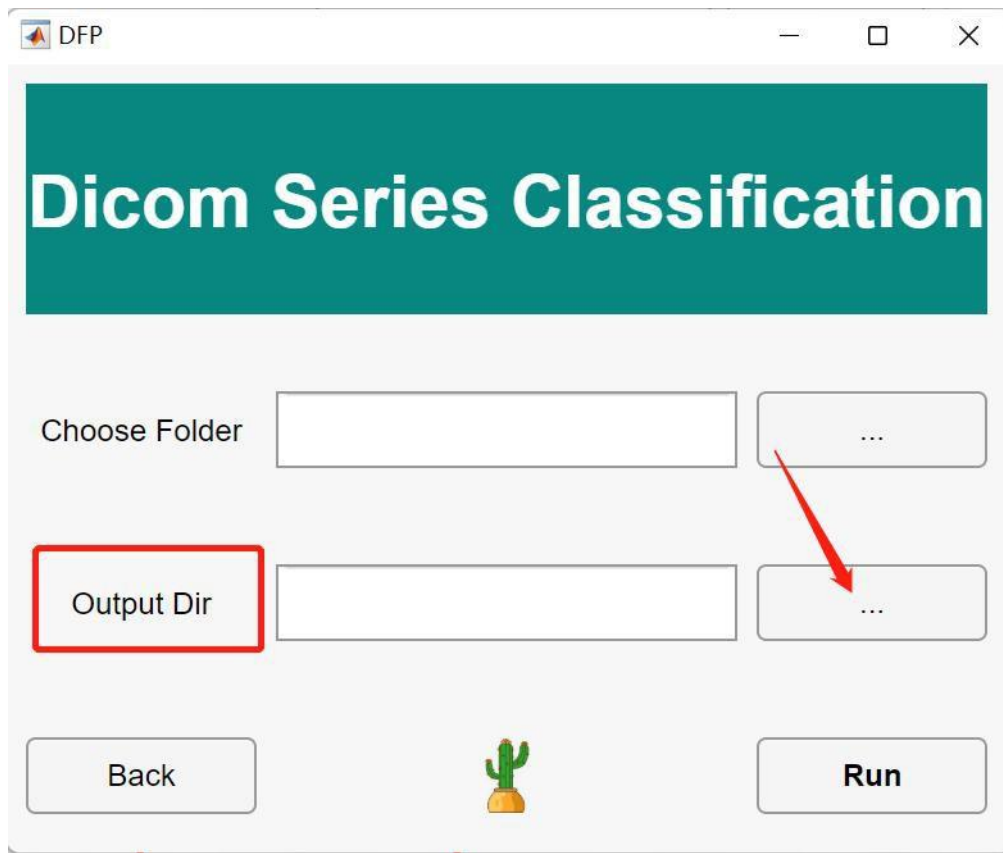 DFP
Dicom Series Classification
Choose Folder
...
Output Dir
...
Back
Run